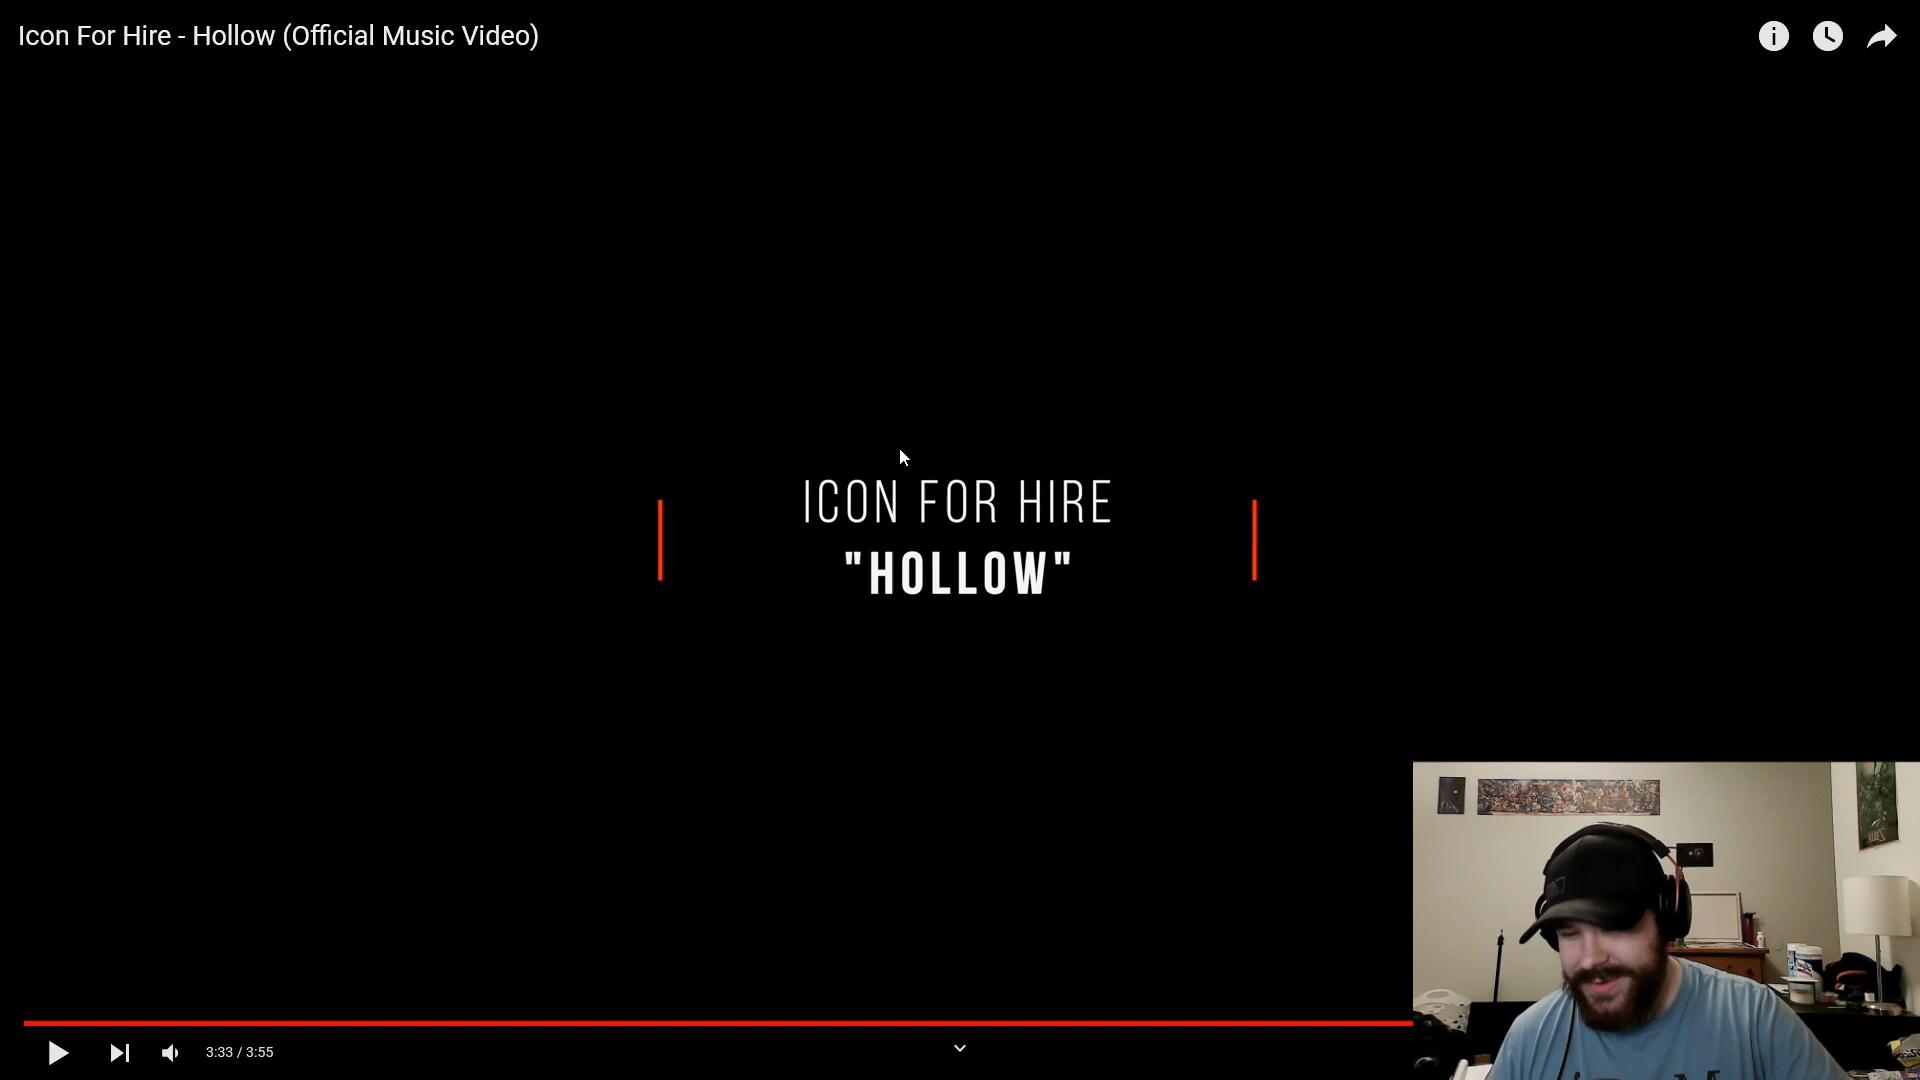 Icon For Hire - Hollow (Official Music Video)
ICON FOR HIRE
"HOLLOW"
3:33 / 3:55